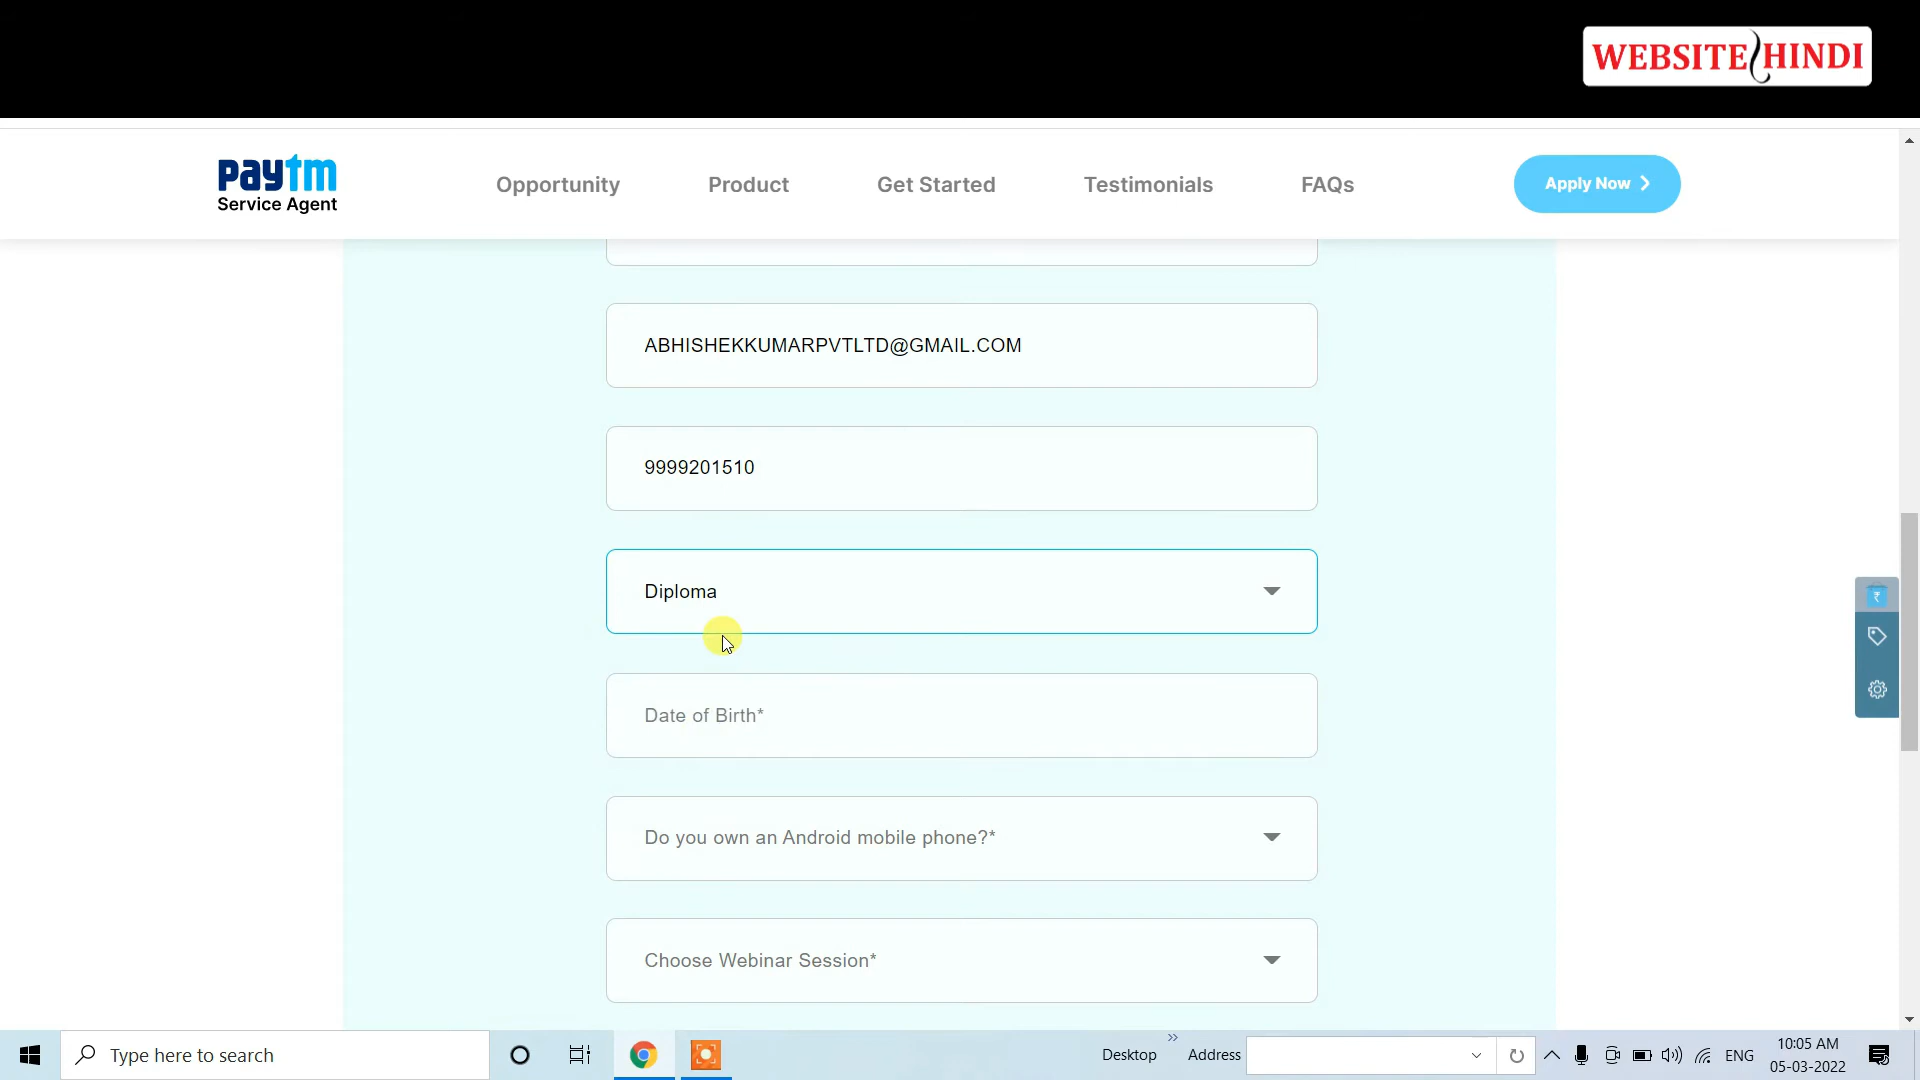 WEBSITE HINDI
paytm
Service Agent
Opportunity
Product
Get Started
Testimonials
FAQs
Apply Now
ABHISHEKKUMARPVTLTD@GMAIL.COM
9999201510
Diploma
Date of Birth*
Do you own an Android mobile phone?*
Choose Webinar Session*
Type here to search
Desktop
Address
ENG
10:05 AM
05-03-2022